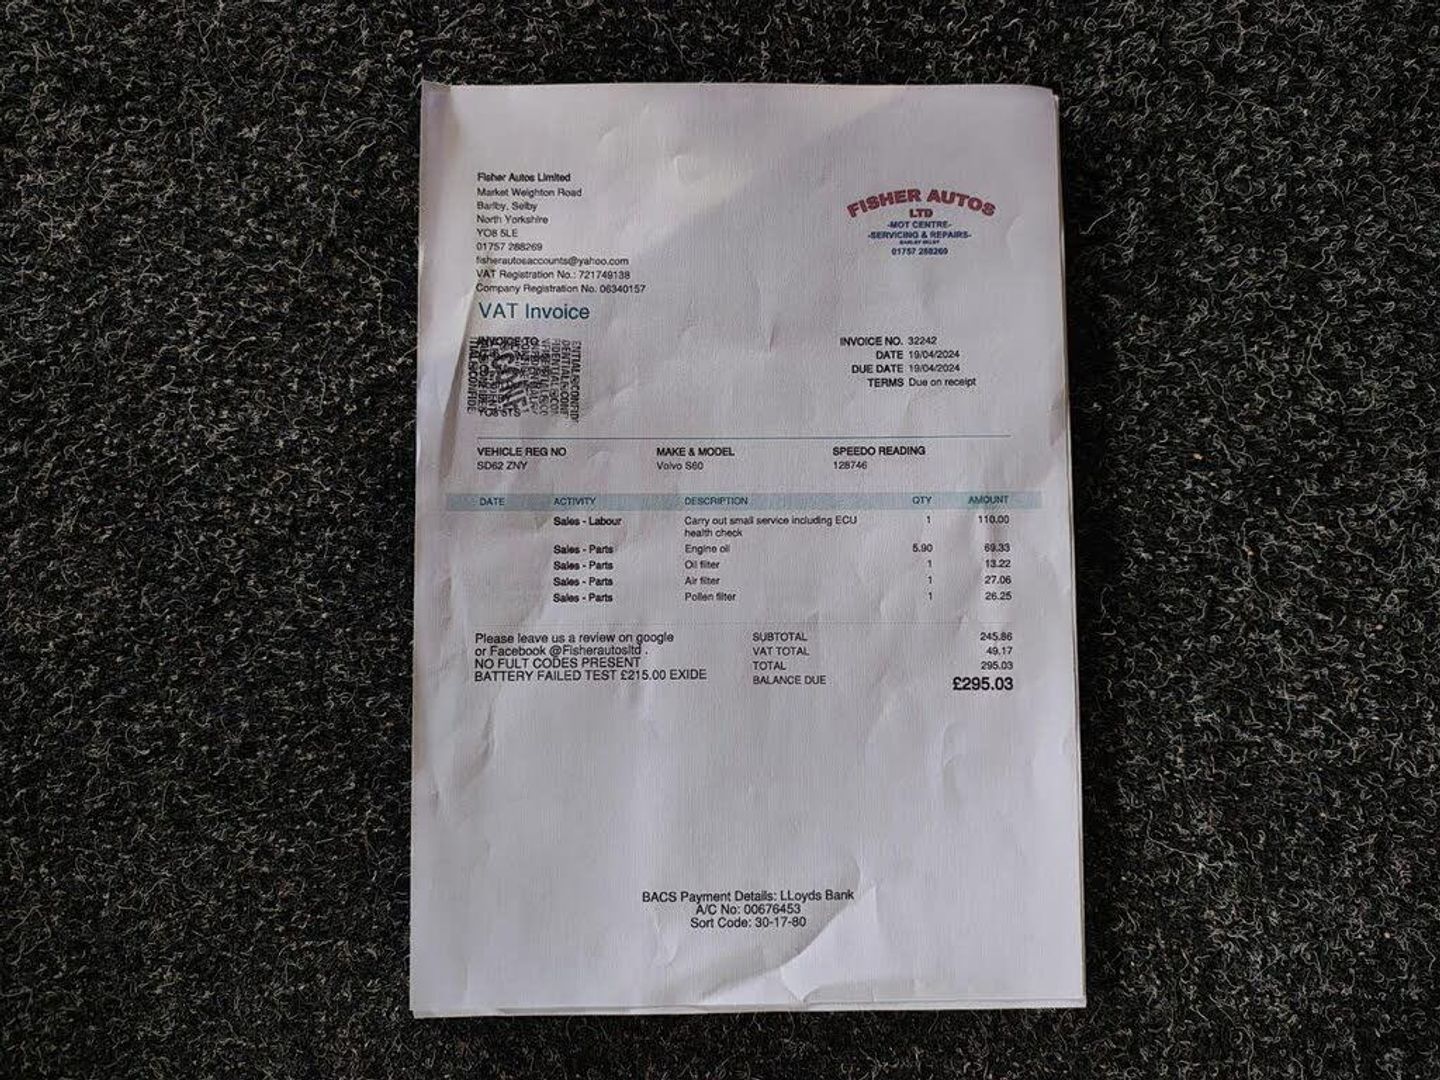 Fisher Autos Limited
Market Weighton Road
Barlby, Selby
North Yorkshire
YO8 5LE
01757 288269
fisherautosaccounts@yahoo.com
VAT Registration No.: 721749138
Company Registration No. 06340157
FISHER AUTOS
LTD
-MOT CENTRE-
-SERVICING & REPAIRS-
BARLBY SELBY
01757 288269
VAT Invoice
INVOICE TO
YO8 5TS
INVOICE NO. 32242
DATE 19/04/2024
DUE DATE 19/04/2024
TERMS Due on receipt
VEHICLE REG NO MAKE & MODEL SPEEDO READING
SD62 ZNY Volvo S60 128746
DATE ACTIVITY DESCRIPTION QTY AMOUNT
Sales - Labour Carry out small service including ECU 1 110.00
health check
Sales - Parts Engine oil 5.90 69.33
Sales - Parts Oil filter 1 13.22
Sales - Parts Air filter 1 27.06
Sales - Parts Pollen filter 1 26.25
Please leave us a review on google
or Facebook @Fisherautosltd .
NO FULT CODES PRESENT
BATTERY FAILED TEST £215.00 EXIDE
SUBTOTAL 245.86
VAT TOTAL 49.17
TOTAL 295.03
BALANCE DUE £295.03
BACS Payment Details: LLoyds Bank
A/C No: 00676453
Sort Code: 30-17-80